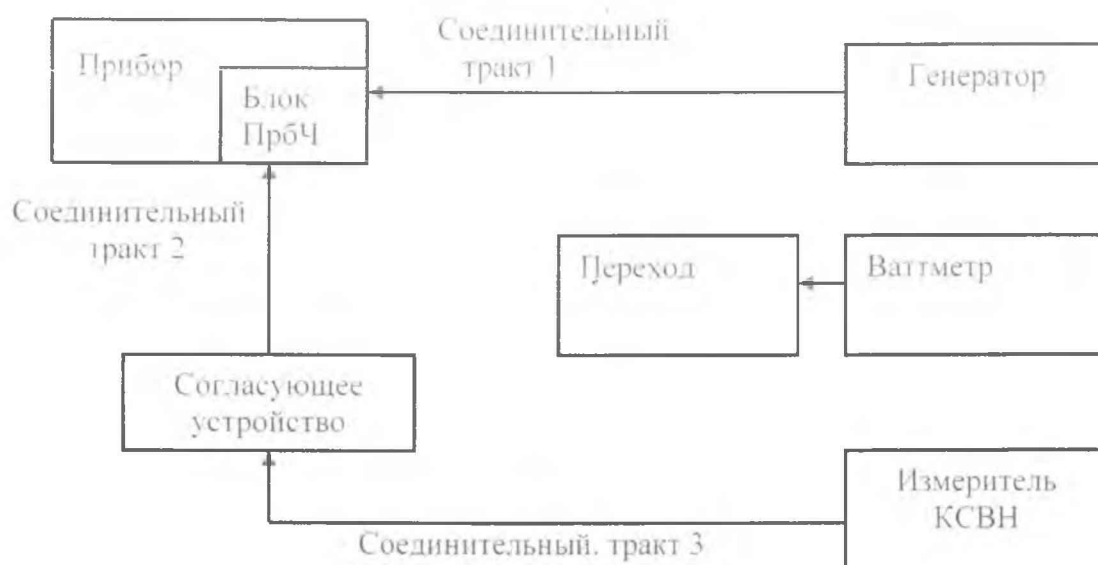 Соединительный
тракт 1
Прибор
Генератор
Блок
ПрбЧ
Соединительный
тракт 2
Переход
Ваттметр
Согласующее
устройство
Измеритель
КСВН
Соединительный. тракт 3